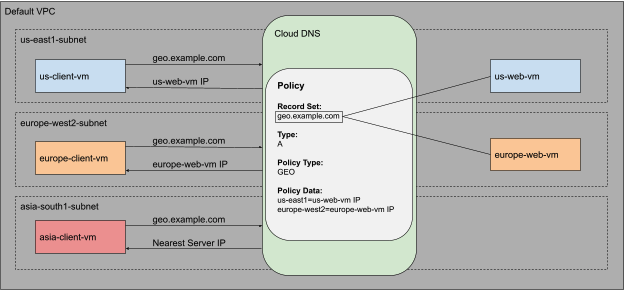 Default VPC
us-east1-subnet
us-client-vm
geo.example.com
us-web-vm IP
europe-west2-subnet
europe-client-vm
geo.example.com
europe-web-vm IP
asia-south1-subnet
asia-client-vm
geo.example.com
Nearest Server IP
Cloud DNS
Policy
Record Set:
geo.example.com
Type:
A
Policy Type:
GEO
Policy Data:
us-east1=us-web-vm IP
europe-west2=europe-web-vm IP
us-web-vm
europe-web-vm